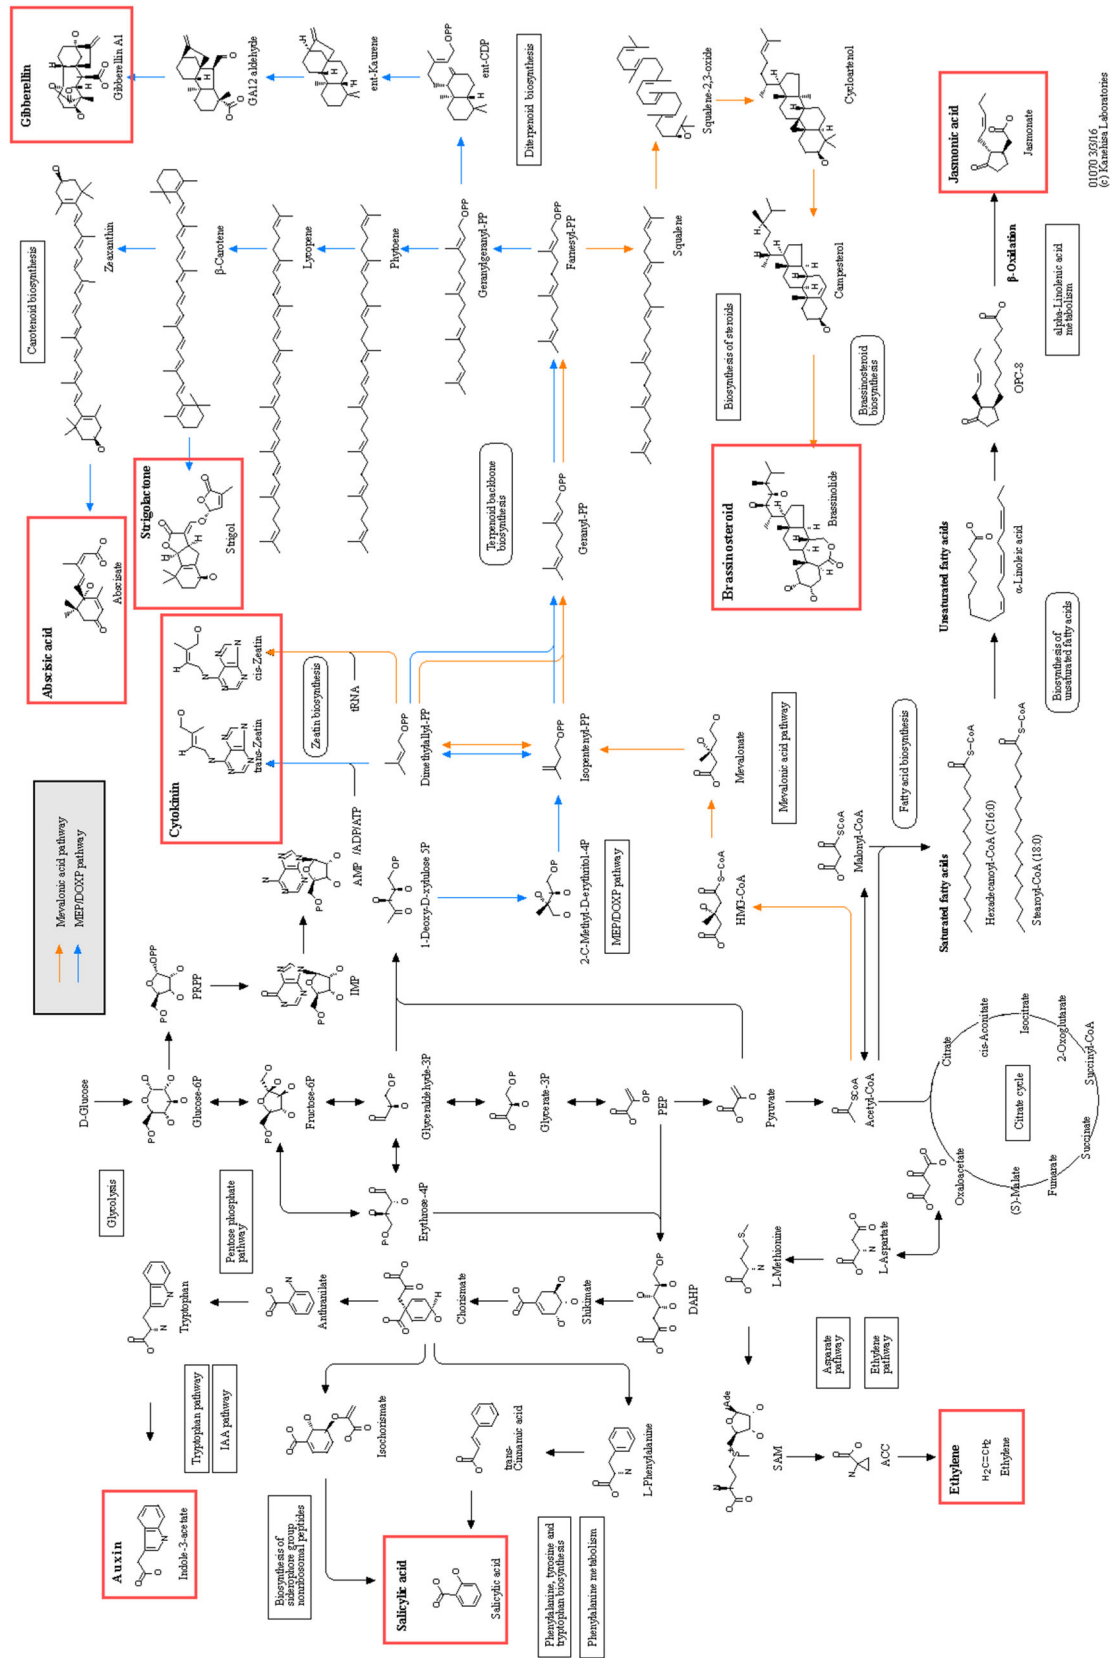 Auxin
Indole-3-acetate
Tryptophan pathway
IAA pathway
Tryptophan
Glycolysis
D-Glucose
Mevalonic acid pathway
MEP/DOXP pathway
Abscisic acid
Abscisate
Carotenoid biosynthesis
Zeaxanthin
Gibberellin
Gibberellin A1
GA12 aldehyde
ent-Kaurene
ent-CDP
Diterpenoid biosynthesis
Strigolactone
Strigol
β-Carotene
Lycopene
Phytoene
Geranylgeranyl-PP
Farnesyl-PP
Squalene
Squalene-2,3-oxide
Cycloartenol
Campesterol
Biosynthesis of steroids
Brassinosteroid
biosynthesis
Brassinosteroid
Brassinolide
Terpenoid backbone
biosynthesis
Geranyl-PP
Cytokinin
trans-Zeatin
cis-Zeatin
Zeatin biosynthesis
tRNA
AMP /ADP/ATP
Dimethylallyl-PP
Isopentenyl-PP
Mevalonate
Mevalonic acid pathway
HMG-CoA
MEP/DOXP pathway
2-C-Methyl-D-erythritol-4P
1-Deoxy-D-xylulose 5P
PRPP
IMP
Glucose-6P
Fructose-6P
Glyceraldehyde-3P
Glycerate-3P
PEP
Pyruvate
Acetyl-CoA
Pentose phosphate
pathway
Erythrose-4P
Anthranilate
Chorismate
Shikimate
DAHP
Isochorismate
trans-
Cinnamic acid
L-Phenylalanine
Biosynthesis of
siderophore group
nonribosomal peptides
Salicylic acid
Salicylic acid
Phenylalanine, tyrosine and
tryptophan biosynthesis
Phenylalanine metabolism
L-Methionine
L-Aspartate
Asparate
pathway
Ethylene
pathway
SAM
ACC
Ethylene
H2C=CH2
Ethylene
Oxaloacetate
Citrate
cis-Aconitate
Isocitrate
2-Oxoglutarate
Succinyl-CoA
Succinate
Fumarate
(S)-Malate
Citrate cycle
Malonyl-CoA
Fatty acid biosynthesis
Saturated fatty acids
Hexadecanoyl-CoA (C16:0)
Stearoyl-CoA (18:0)
Biosynthesis of
unsaturated fatty acids
Unsaturated fatty acids
α-Linoleic acid
OPC-8
β-Oxidation
alpha-Linolenic acid
metabolism
Jasmonic acid
Jasmonate
01070 3/3/16
(c) Kanehisa Laboratories